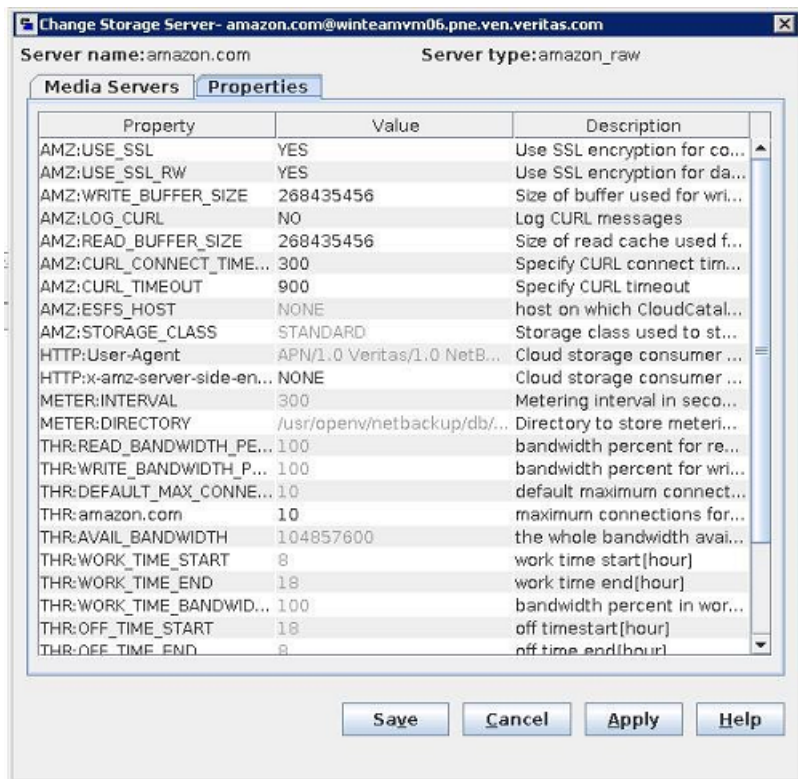 Change Storage Server- amazon.com@winteamvm06.pne.ven.veritas.com
Server name:amazon.com Server type:amazon_raw
Media Servers Properties
Property Value Description
AMZ:USE_SSL YES Use SSL encryption for co...
AMZ:USE_SSL_RW YES Use SSL encryption for da...
AMZ:WRITE_BUFFER_SIZE 268435456 Size of buffer used for wri...
AMZ:LOG_CURL NO Log CURL messages
AMZ:READ_BUFFER_SIZE 268435456 Size of read cache used f...
AMZ:CURL_CONNECT_TIME... 300 Specify CURL connect tim...
AMZ:CURL_TIMEOUT 900 Specify CURL timeout
AMZ:ESFS_HOST NONE host on which CloudCatal...
AMZ:STORAGE_CLASS STANDARD Storage class used to st...
HTTP:User-Agent APN/1.0 Veritas/1.0 NetB... Cloud storage consumer ...
HTTP:x-amz-server-side-en... NONE Cloud storage consumer ...
METER:INTERVAL 300 Metering interval in seco...
METER:DIRECTORY /usr/openv/netbackup/db/... Directory to store meteri...
THR:READ_BANDWIDTH_PE... 100 bandwidth percent for re...
THR:WRITE_BANDWIDTH_P... 100 bandwidth percent for wri...
THR:DEFAULT_MAX_CONNE... 10 default maximum connect...
THR:amazon.com 10 maximum connections for...
THR:AVAIL_BANDWIDTH 104857600 the whole bandwidth avai...
THR:WORK_TIME_START 8 work time start[hour]
THR:WORK_TIME_END 18 work time end[hour]
THR:WORK_TIME_BANDWID... 100 bandwidth percent in wor...
THR:OFF_TIME_START 18 off timestart[hour]
THR:OFF_TIME_END 8 off time end[hour]
Save Cancel Apply Help